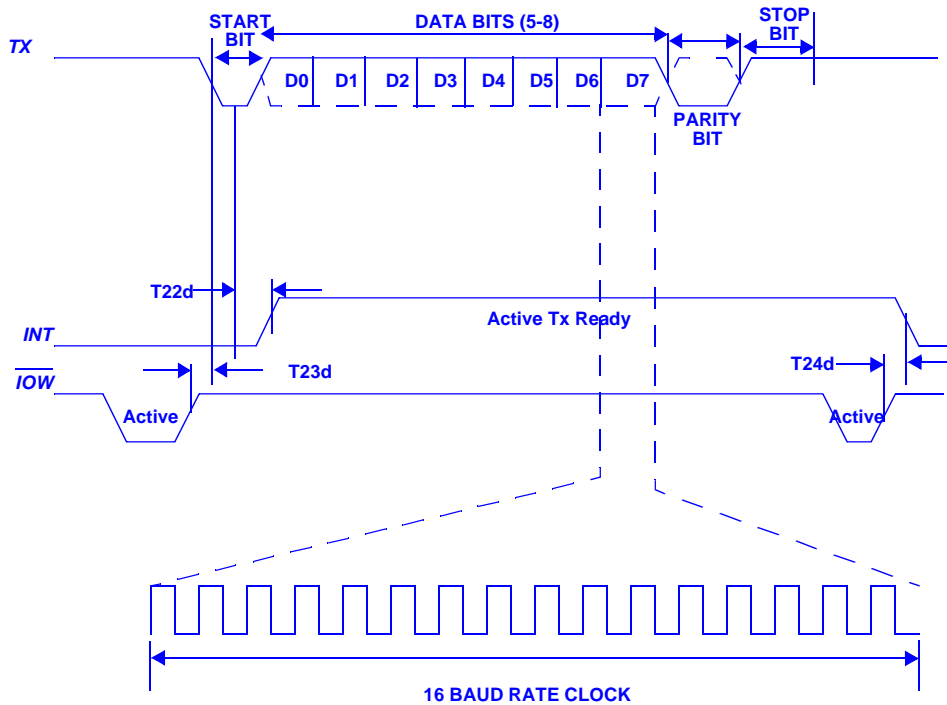 START
BIT
DATA BITS (5-8)
STOP
BIT
TX
D0 D1 D2 D3 D4 D5 D6 D7
PARITY
BIT
T22d
INT
Active Tx Ready
T23d
T24d
IOW
Active
Active
16 BAUD RATE CLOCK